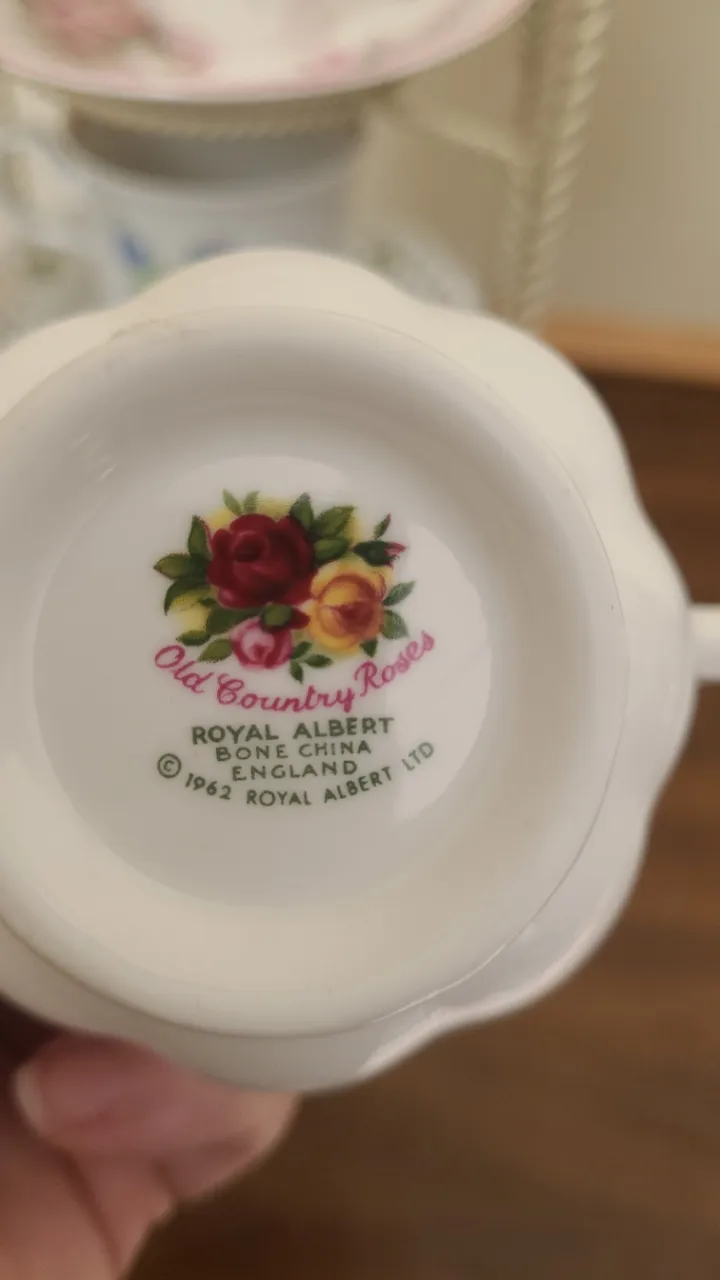 Old Country Roses
ROYAL ALBERT
BONE CHINA
ENGLAND
© 1962 ROYAL ALBERT LTD